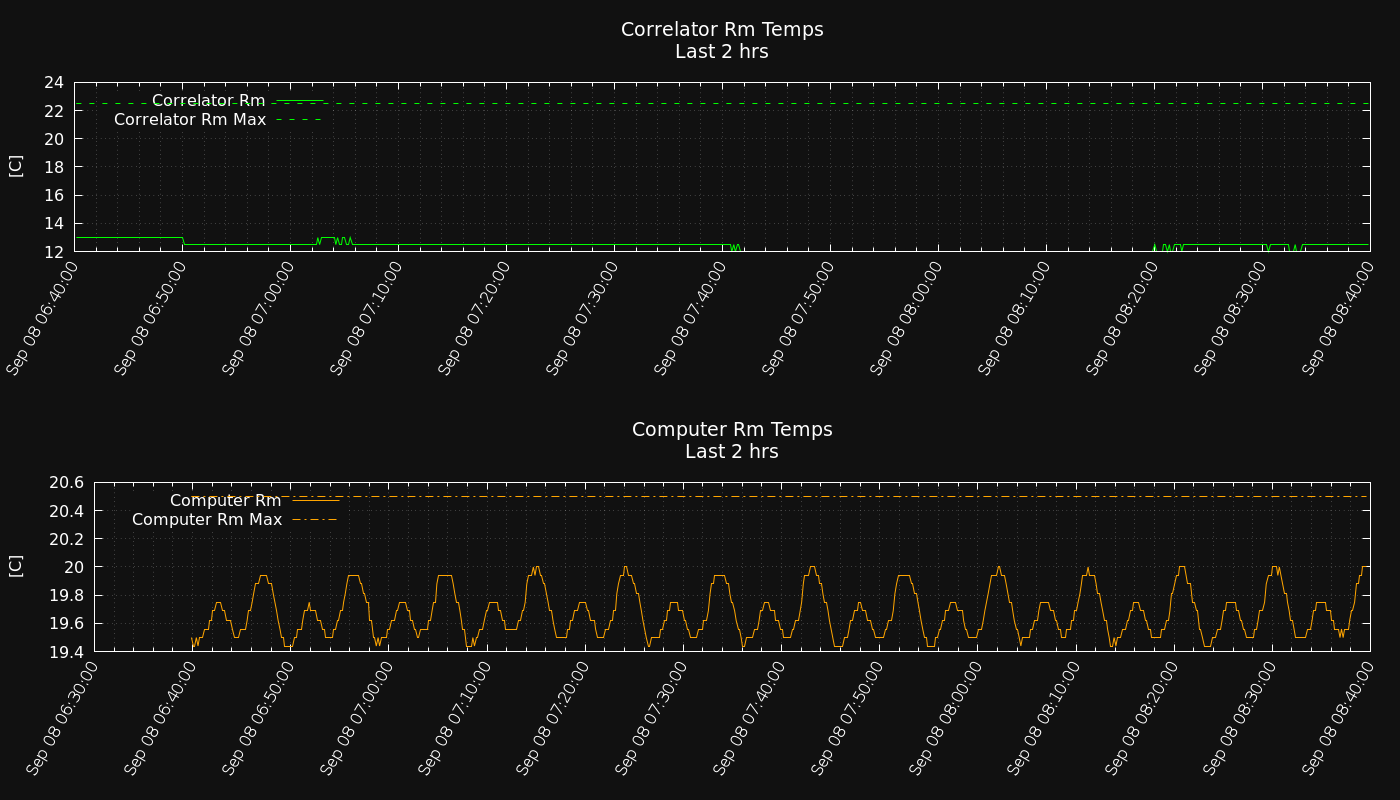 Correlator Rm Temps
Last 2 hrs
24
22
20
18
16
14
12
[C]
Correlator Rm
Correlator Rm Max
Sep 08 06:40:00
Sep 08 06:50:00
Sep 08 07:00:00
Sep 08 07:10:00
Sep 08 07:20:00
Sep 08 07:30:00
Sep 08 07:40:00
Sep 08 07:50:00
Sep 08 08:00:00
Sep 08 08:10:00
Sep 08 08:20:00
Sep 08 08:30:00
Sep 08 08:40:00
Computer Rm Temps
Last 2 hrs
20.6
20.4
20.2
20
19.8
19.6
19.4
[C]
Computer Rm
Computer Rm Max
Sep 08 06:30:00
Sep 08 06:40:00
Sep 08 06:50:00
Sep 08 07:00:00
Sep 08 07:10:00
Sep 08 07:20:00
Sep 08 07:30:00
Sep 08 07:40:00
Sep 08 07:50:00
Sep 08 08:00:00
Sep 08 08:10:00
Sep 08 08:20:00
Sep 08 08:30:00
Sep 08 08:40:00